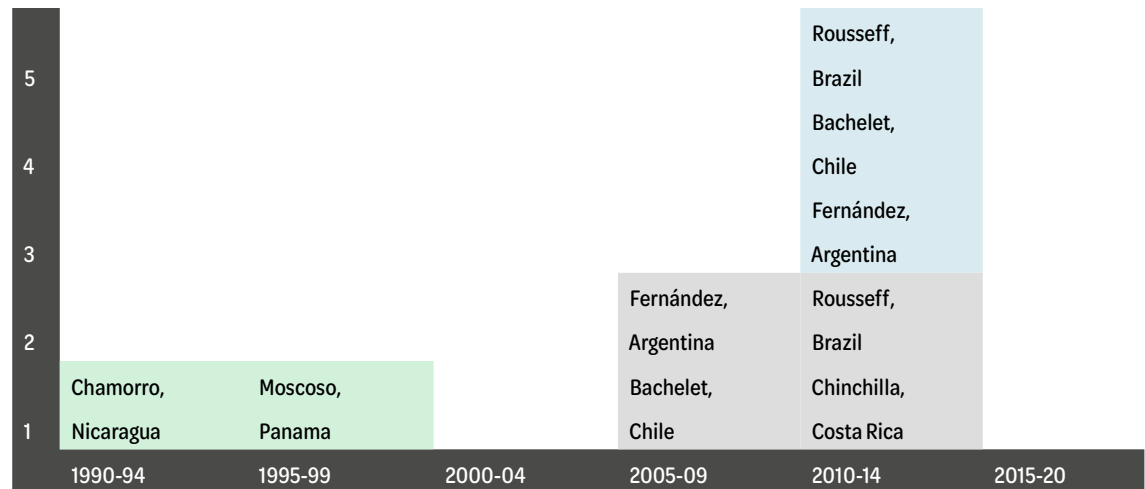 Rousseff,
5 Brazil
Bachelet,
4 Chile
Fernández,
3 Argentina
Fernández, Rousseff,
2 Argentina Brazil
Chamorro, Moscoso, Bachelet, Chinchilla,
1 Nicaragua Panama Chile Costa Rica
1990-94 1995-99 2000-04 2005-09 2010-14 2015-20